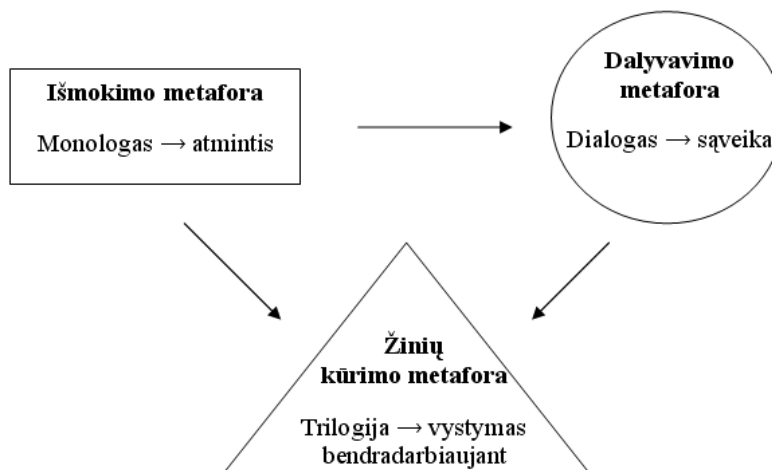 Išmokimo metafora
Monologas → atmintis
Dalyvavimo
metafora
Dialogas → sąveika
Žinių
kūrimo metafora
Trilogija → vystymas
bendradarbiaujant